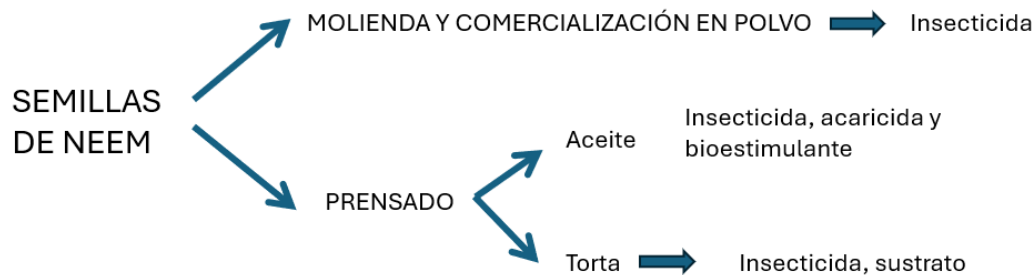 MOLIENDA Y COMERCIALIZACIÓN EN POLVO
Insecticida
SEMILLAS
DE NEEM
Aceite
Insecticida, acaricida y
bioestimulante
PRENSADO
Torta
Insecticida, sustrato